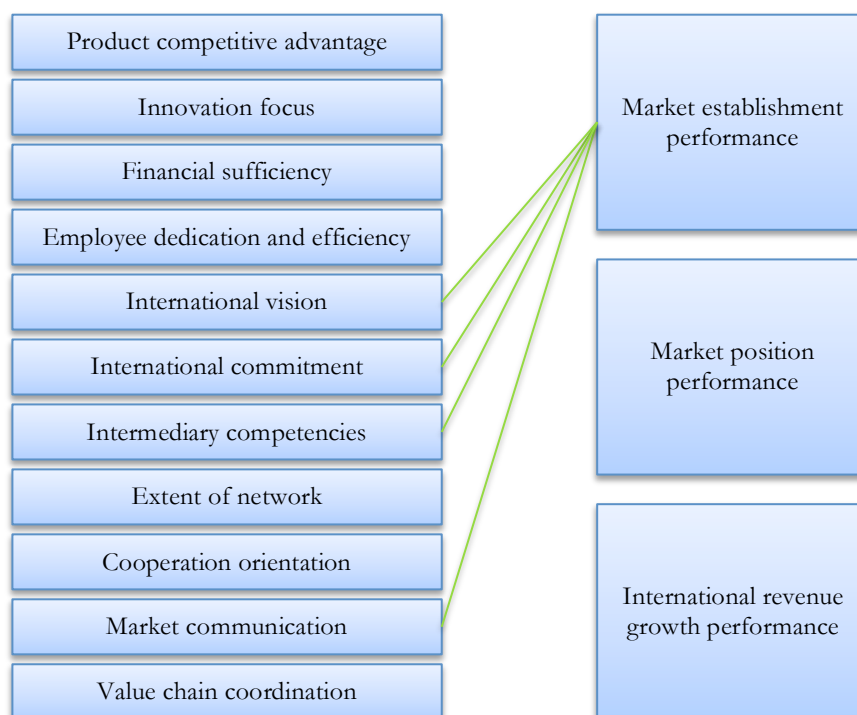 Product competitive advantage
Innovation focus
Financial sufficiency
Employee dedication and efficiency
International vision
International commitment
Intermediary competencies
Extent of network
Cooperation orientation
Market communication
Value chain coordination
Market establishment
performance
Market position
performance
International revenue
growth performance